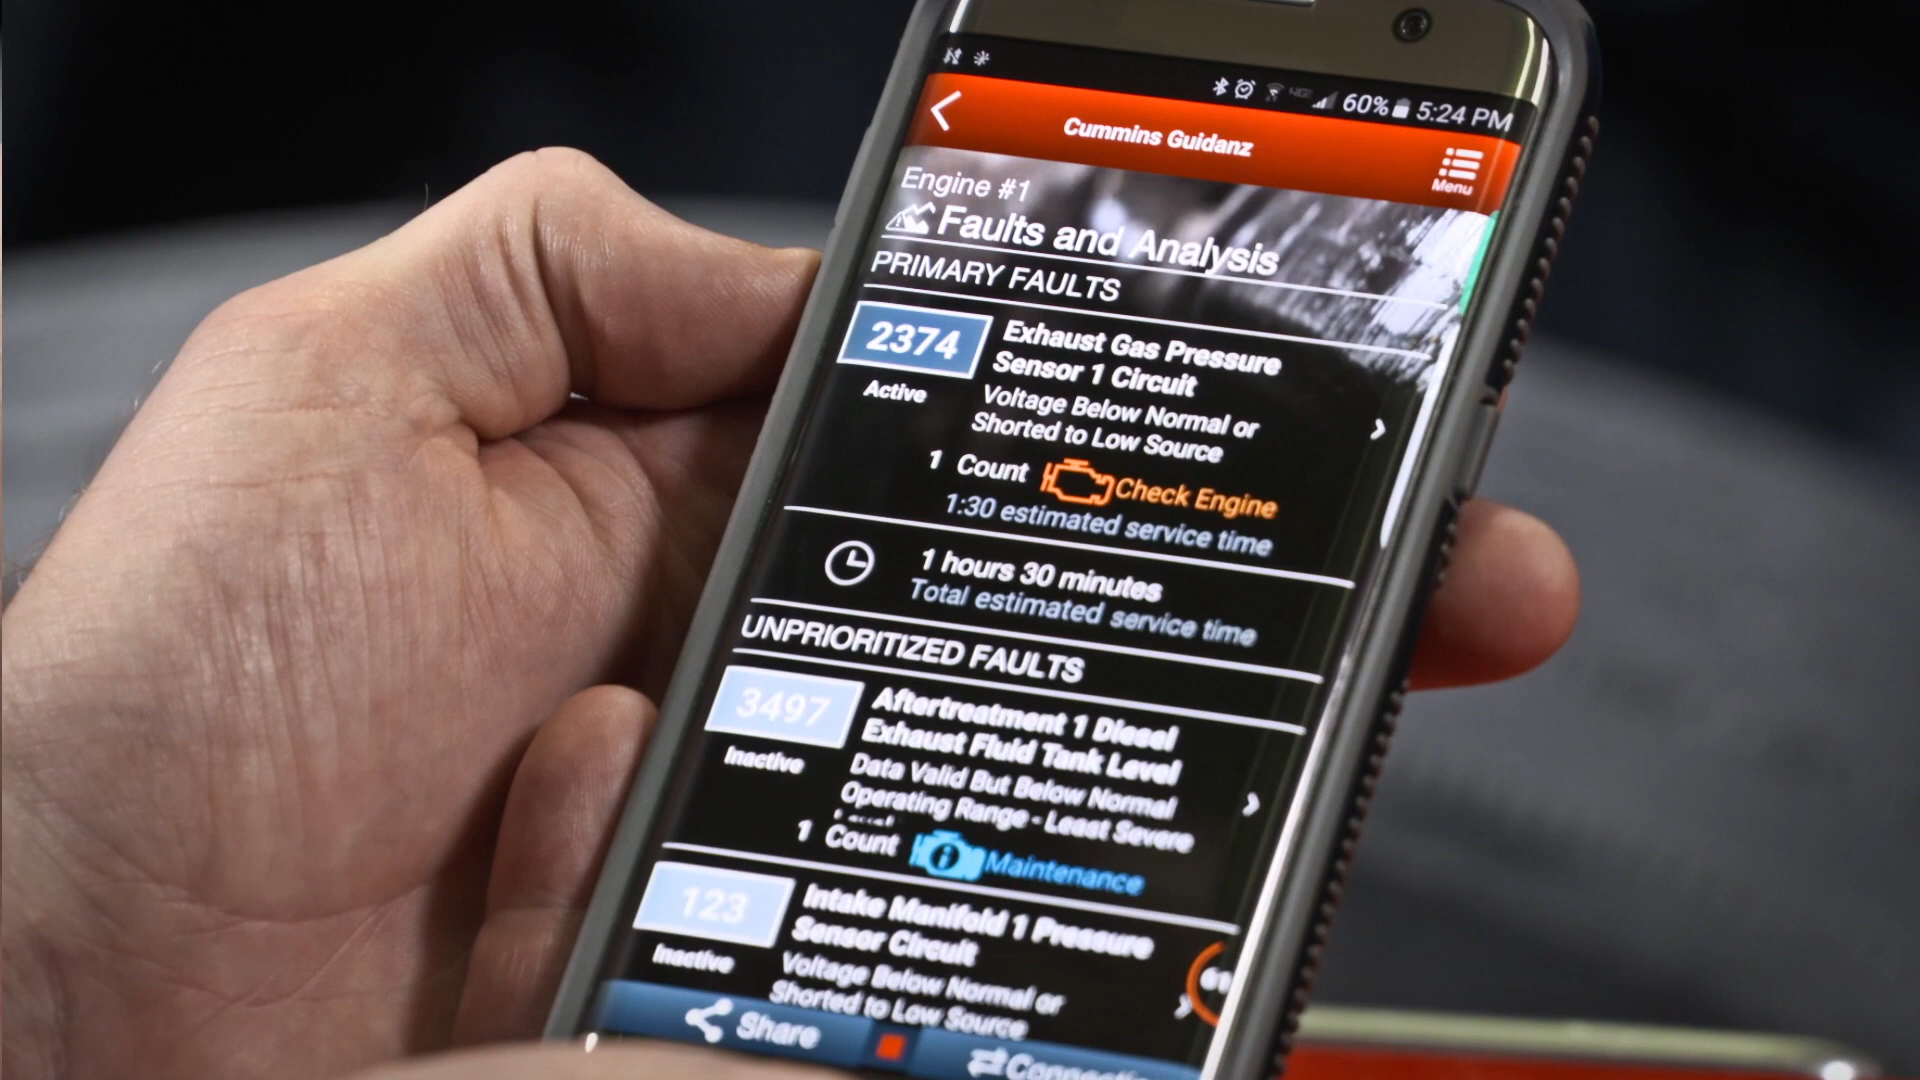 60% 5:24 PM
Cummins Guidanz
Menu
Engine #1
Faults and Analysis
PRIMARY FAULTS
2374
Exhaust Gas Pressure
Sensor 1 Circuit
Active
Voltage Below Normal or
Shorted to Low Source
1 Count Check Engine
1:30 estimated service time
1 hours 30 minutes
Total estimated service time
UNPRIORITIZED FAULTS
3497
Aftertreatment 1 Diesel
Exhaust Fluid Tank Level
Inactive
Data Valid But Below Normal
Operating Range - Least Severe
1 Count Maintenance
123
Intake Manifold 1 Pressure
Sensor Circuit
Inactive
Voltage Below Normal or
Shorted to Low Source
Share